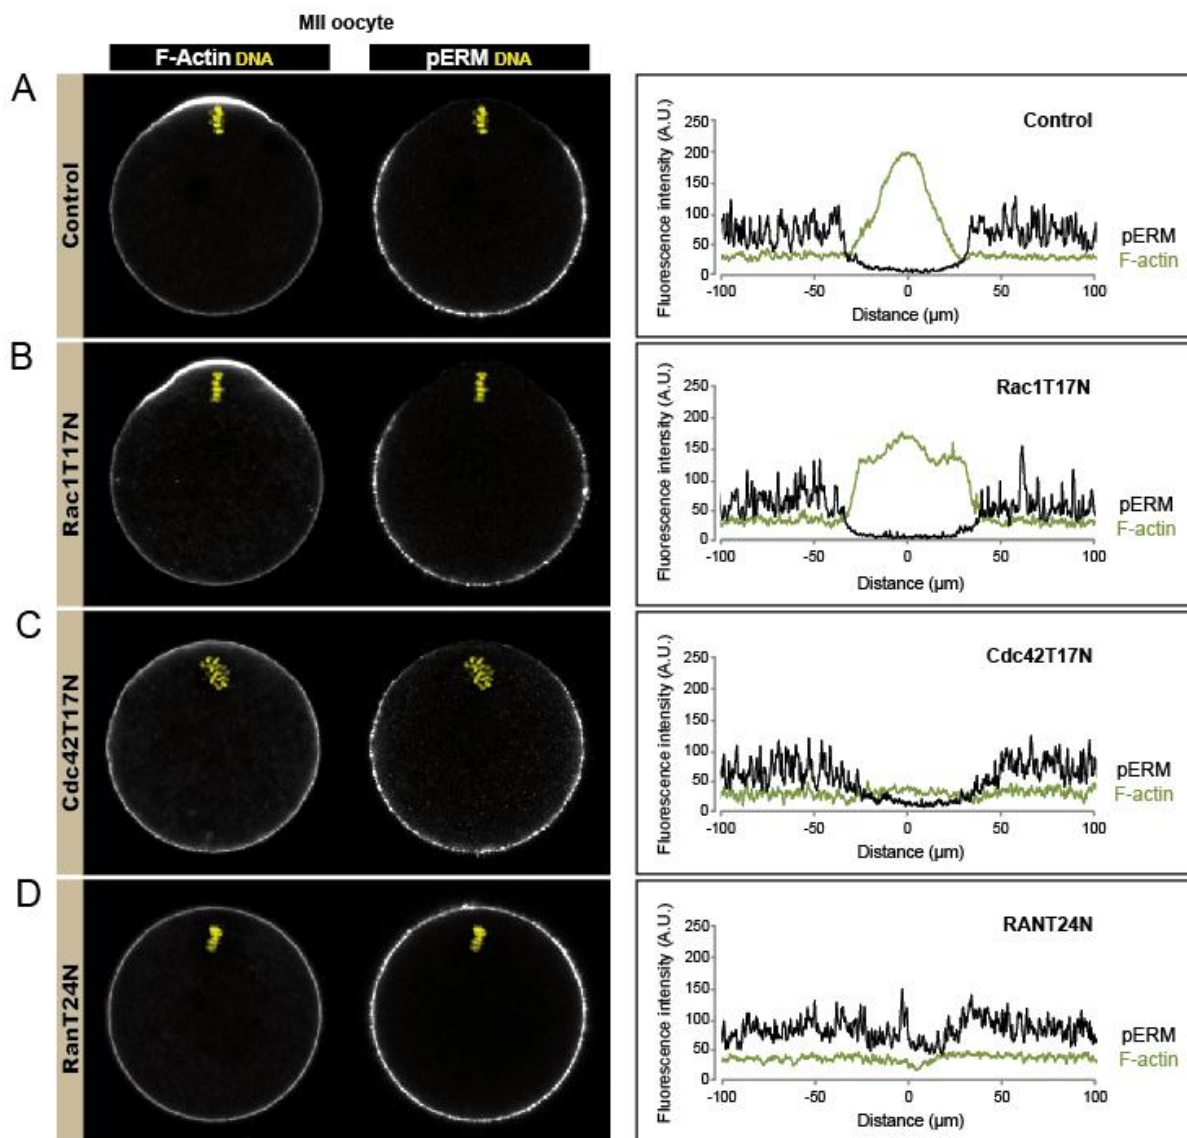 MII oocyte
F-Actin DNA
pERM DNA
A
Control
Fluorescence intensity (A.U.)
250
200
150
100
50
0
-100
-50
0
50
100
Distance (µm)
Control
pERM
F-actin
B
Rac1T17N
Fluorescence intensity (A.U.)
250
200
150
100
50
0
-100
-50
0
50
100
Distance (µm)
Rac1T17N
pERM
F-actin
C
Cdc42T17N
Fluorescence intensity (A.U.)
250
200
150
100
50
0
-100
-50
0
50
100
Distance (µm)
Cdc42T17N
pERM
F-actin
D
RanT24N
Fluorescence intensity (A.U.)
250
200
150
100
50
0
-100
-50
0
50
100
Distance (µm)
RANT24N
pERM
F-actin